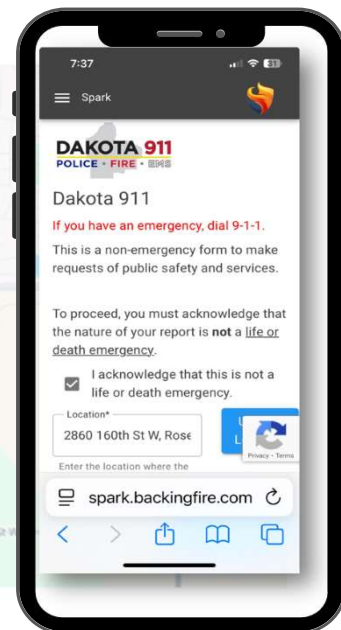 7:37
31
Spark
DAKOTA 911
POLICE • FIRE • EMS
Dakota 911
If you have an emergency, dial 9-1-1.
This is a non-emergency form to make
requests of public safety and services.
To proceed, you must acknowledge that
the nature of your report is not a life or
death emergency.
I acknowledge that this is not a
life or death emergency.
Location*
2860 160th St W, Rose
Privacy - Terms
Enter the location where the
spark.backingfire.com